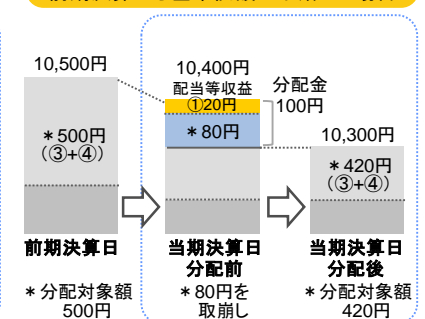 10,500円
＊500円
（③+④）
前期決算日
＊分配対象額
500円
10,400円
配当等収益
①20円
＊80円
分配金
100円
当期決算日
分配前
＊80円を
取崩し
10,300円
＊420円
（③+④）
当期決算日
分配後
＊分配対象額
420円